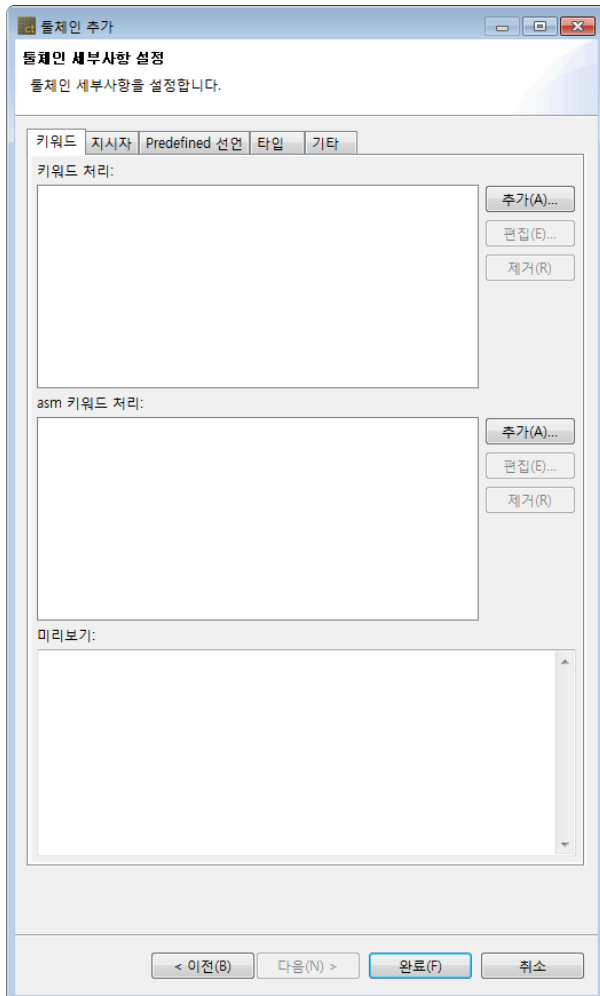 ct 툴체인 추가
툴체인 세부사항 설정
툴체인 세부사항을 설정합니다.
키워드 지시자 Predefined 선언 타입 기타
키워드 처리:
추가(A)...
편집(E)...
제거(R)
asm 키워드 처리:
추가(A)...
편집(E)...
제거(R)
미리보기:
< 이전(B) 다음(N) > 완료(F) 취소